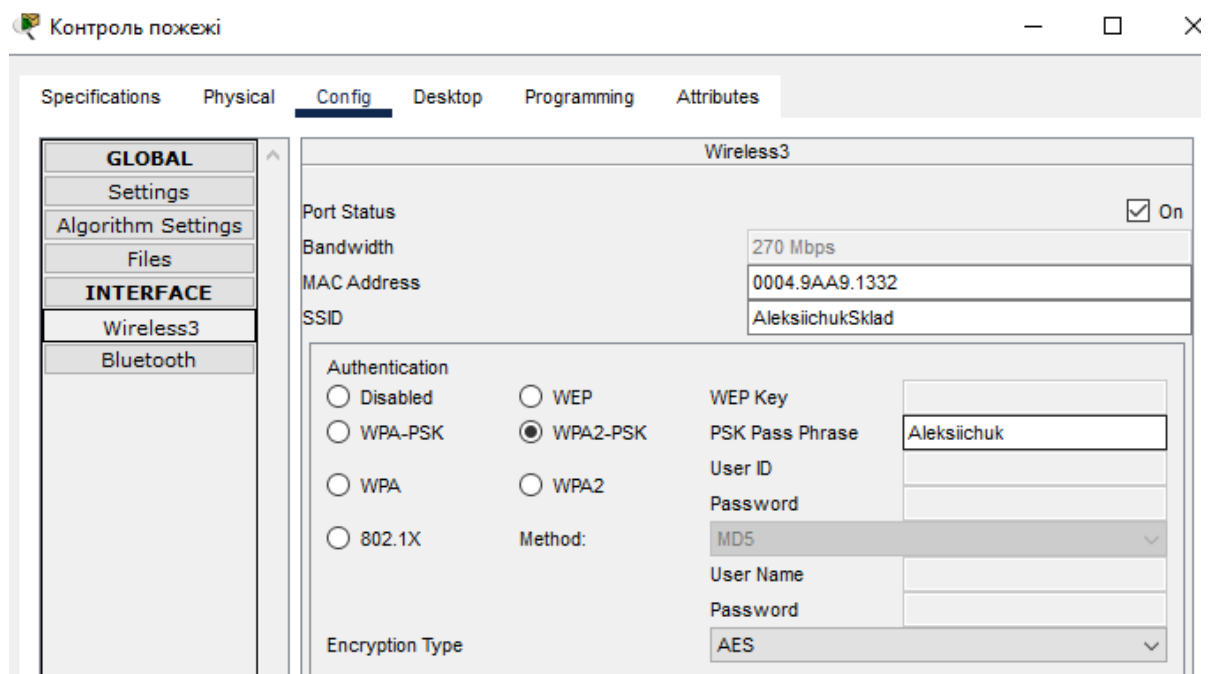 Контроль пожежі
Specifications Physical Config Desktop Programming Attributes
GLOBAL
Settings
Algorithm Settings
Files
INTERFACE
Wireless3
Bluetooth
Wireless3
Port Status On
Bandwidth 270 Mbps
MAC Address 0004.9AA9.1332
SSID AleksiichukSklad
Authentication
Disabled WEP WEP Key
WPA-PSK WPA2-PSK PSK Pass Phrase Aleksiichuk
User ID
WPA WPA2
Password
802.1X Method: MD5
User Name
Password
Encryption Type AES